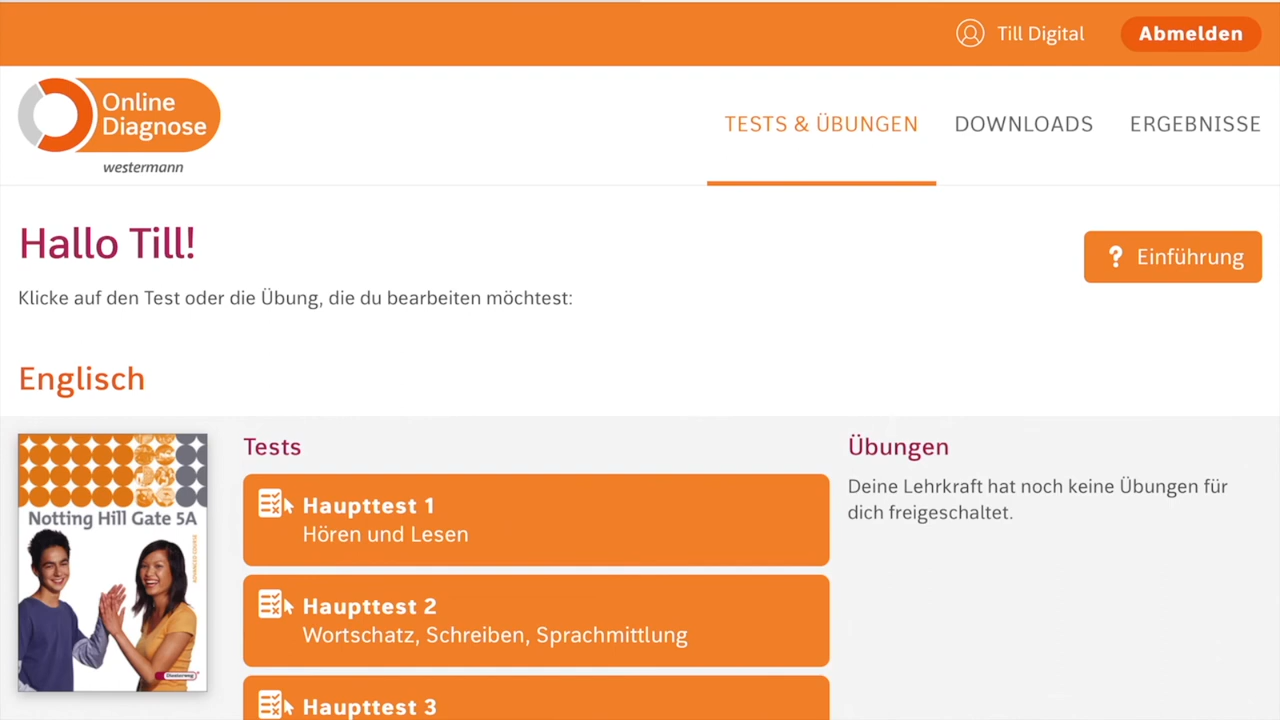 Till Digital
Abmelden
Online
Diagnose
westermann
TESTS & ÜBUNGEN
DOWNLOADS
ERGEBNISSE
Hallo Till!
? Einführung
Klicke auf den Test oder die Übung, die du bearbeiten möchtest:
Englisch
Notting Hill Gate 5A
Diesterweg
Tests
Haupttest 1
Hören und Lesen
Haupttest 2
Wortschatz, Schreiben, Sprachmittlung
Haupttest 3
Übungen
Deine Lehrkraft hat noch keine Übungen für
dich freigeschaltet.